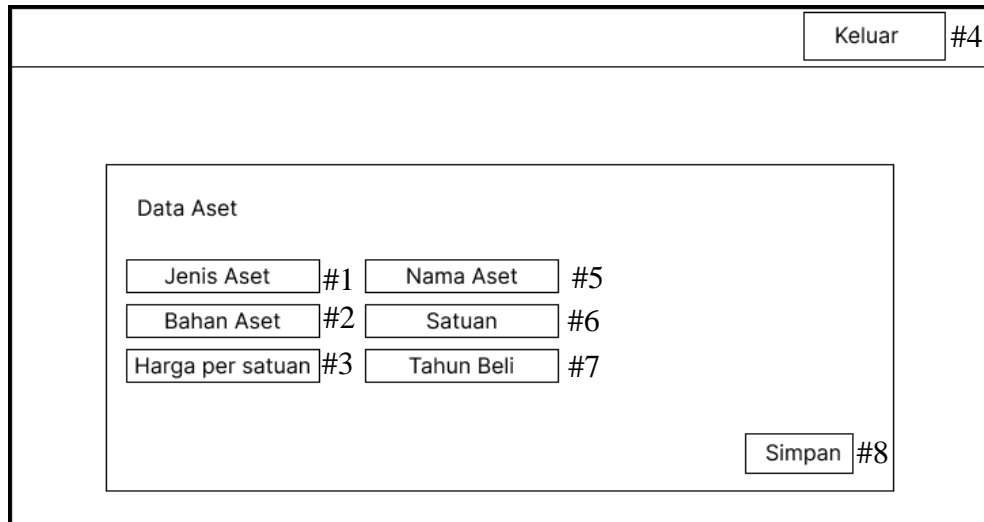 Keluar #4
Data Aset
Jenis Aset #1 Nama Aset #5
Bahan Aset #2 Satuan #6
Harga per satuan #3 Tahun Beli #7
Simpan #8